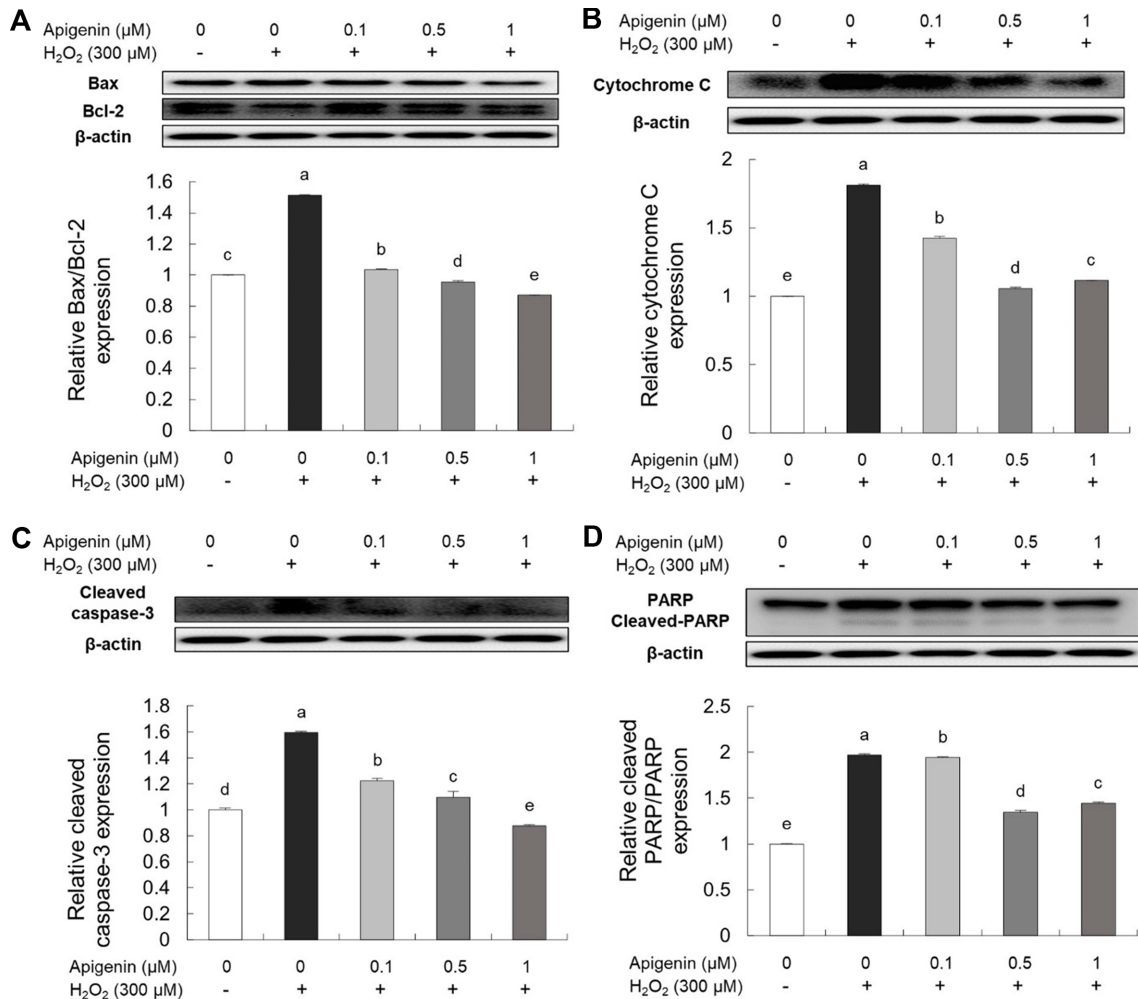 A
Apigenin (µM) 0 0 0.1 0.5 1
H₂O₂ (300 µM) - + + + +
Bax
Bcl-2
β-actin
Relative Bax/Bcl-2
expression
1.6
1.4
1.2
1
0.8
0.6
0.4
0.2
0
c a b d e
Apigenin (µM) 0 0 0.1 0.5 1
H₂O₂ (300 µM) - + + + +
B
Apigenin (µM) 0 0 0.1 0.5 1
H₂O₂ (300 µM) - + + + +
Cytochrome C
β-actin
Relative cytochrome C
expression
2
1.5
1
0.5
0
e a b d c
Apigenin (µM) 0 0 0.1 0.5 1
H₂O₂ (300 µM) - + + + +
C
Apigenin (µM) 0 0 0.1 0.5 1
H₂O₂ (300 µM) - + + + +
Cleaved
caspase-3
β-actin
Relative cleaved
caspase-3 expression
1.8
1.6
1.4
1.2
1
0.8
0.6
0.4
0.2
0
d a b c e
Apigenin (µM) 0 0 0.1 0.5 1
H₂O₂ (300 µM) - + + + +
D
Apigenin (µM) 0 0 0.1 0.5 1
H₂O₂ (300 µM) - + + + +
PARP
Cleaved-PARP
β-actin
Relative cleaved
PARP/PARP
expression
2.5
2
1.5
1
0.5
0
e a b d c
Apigenin (µM) 0 0 0.1 0.5 1
H₂O₂ (300 µM) - + + + +